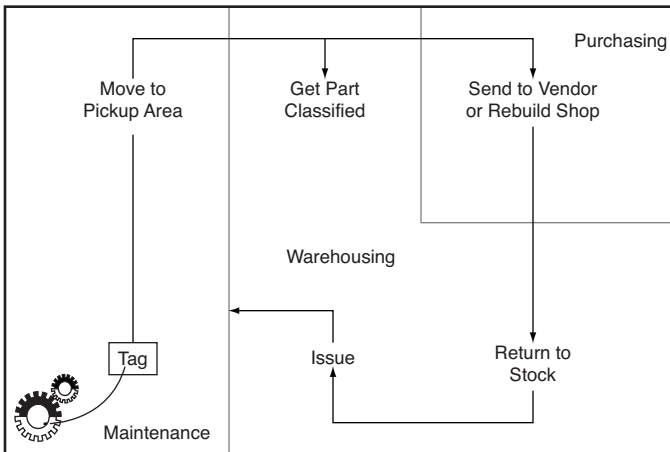 Purchasing
Move to
Pickup Area
Get Part
Classified
Send to Vendor
or Rebuild Shop
Warehousing
Tag
Issue
Return to
Stock
Maintenance